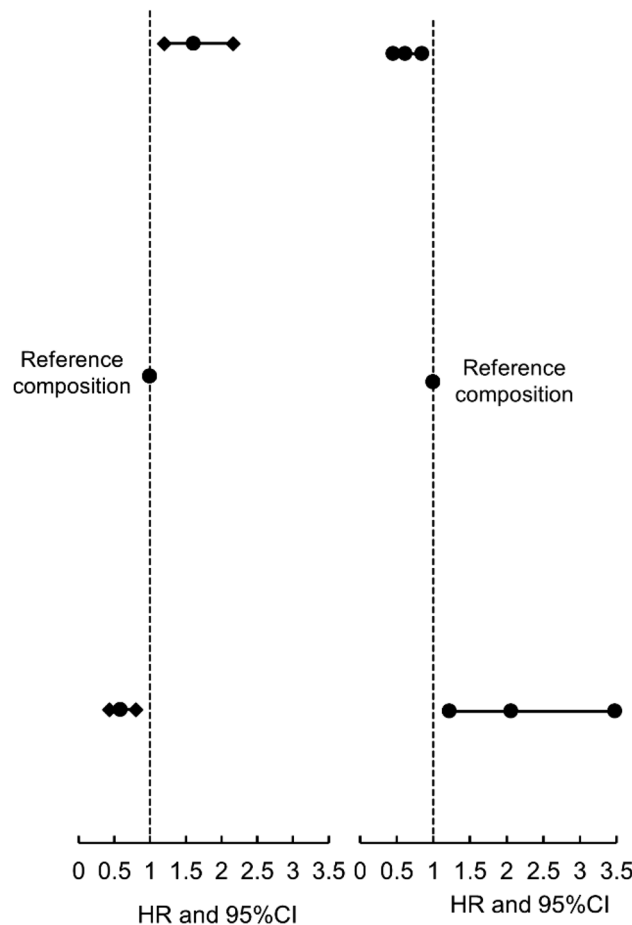 Reference
composition
Reference
composition
0 0.5 1 1.5 2 2.5 3 3.5
0 0.5 1 1.5 2 2.5 3 3.5
HR and 95%CI
HR and 95%CI